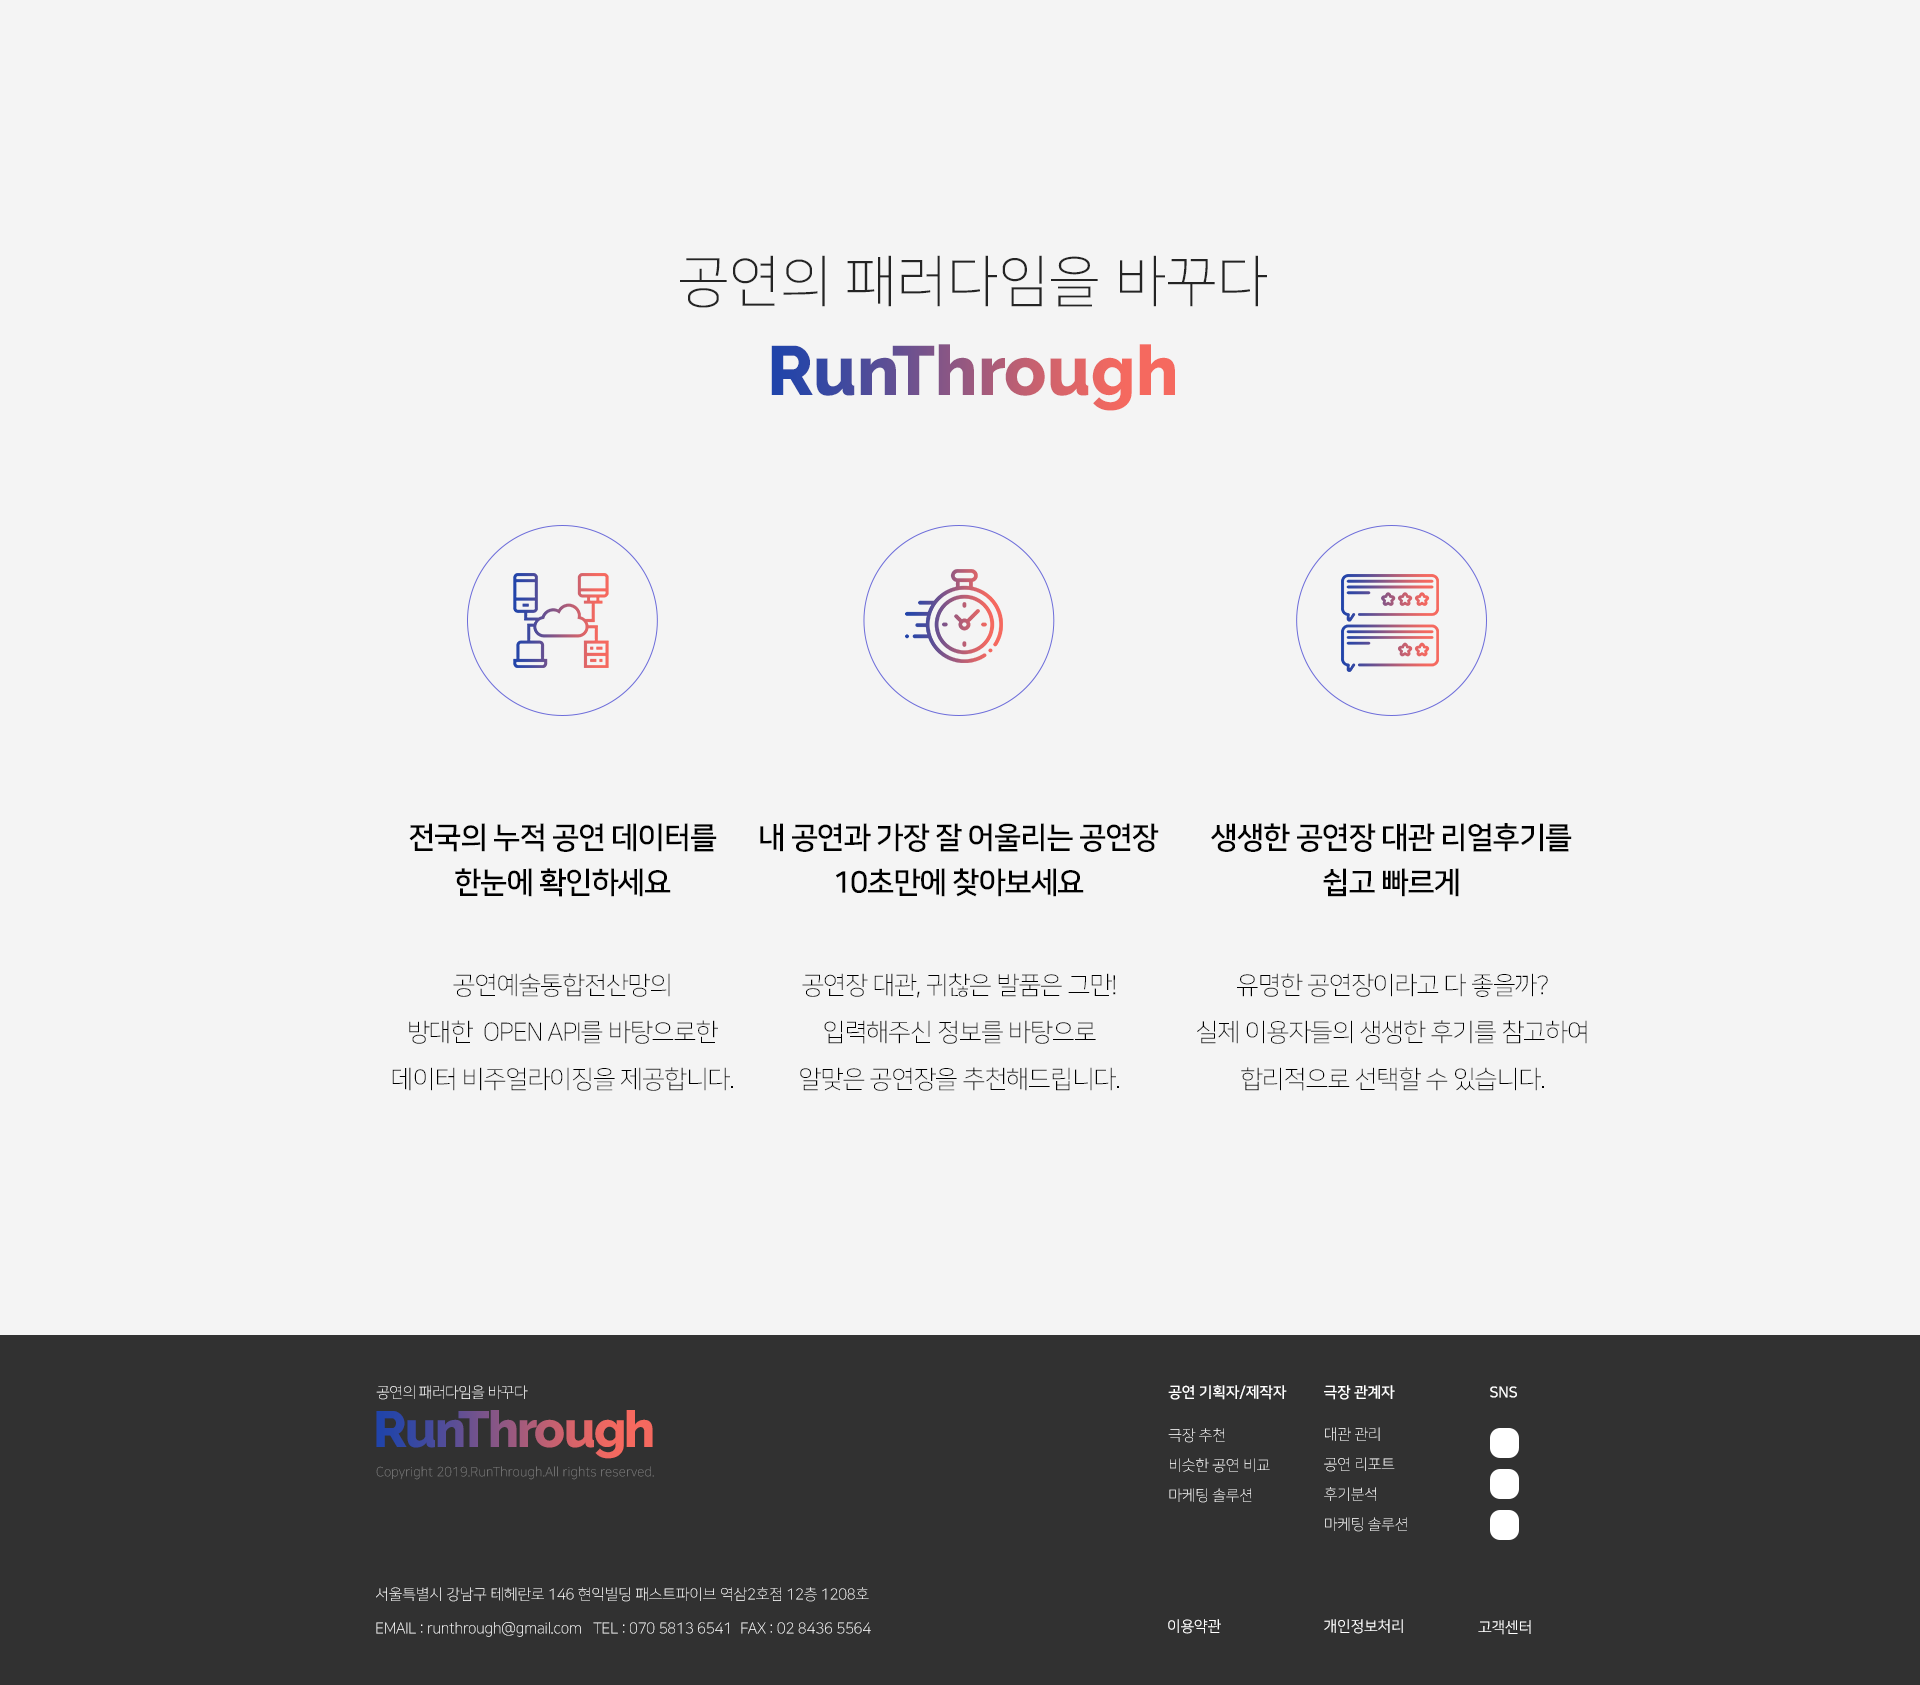 공연의 패러다임을 바꾸다
RunThrough
전국의 누적 공연 데이터를
한눈에 확인하세요
공연예술통합전산망의
방대한 OPEN API를 바탕으로한
데이터 비주얼라이징을 제공합니다.
내 공연과 가장 잘 어울리는 공연장
10초만에 찾아보세요
공연장 대관, 귀찮은 발품은 그만!
입력해주신 정보를 바탕으로
알맞은 공연장을 추천해드립니다.
생생한 공연장 대관 리얼후기를
쉽고 빠르게
유명한 공연장이라고 다 좋을까?
실제 이용자들의 생생한 후기를 참고하여
합리적으로 선택할 수 있습니다.
공연의 패러다임을 바꾸다
RunThrough
Copyright 2019.RunThrough.All rights reserved.
공연 기획자/제작자
극장 추천
비슷한 공연 비교
마케팅 솔루션
극장 관계자
대관 관리
공연 리포트
후기분석
마케팅 솔루션
SNS
서울특별시 강남구 테헤란로 146 현익빌딩 패스트파이브 역삼2호점 12층 1208호
EMAIL : runthrough@gmail.com TEL : 070 5813 6541 FAX : 02 8436 5564
이용약관
개인정보처리
고객센터